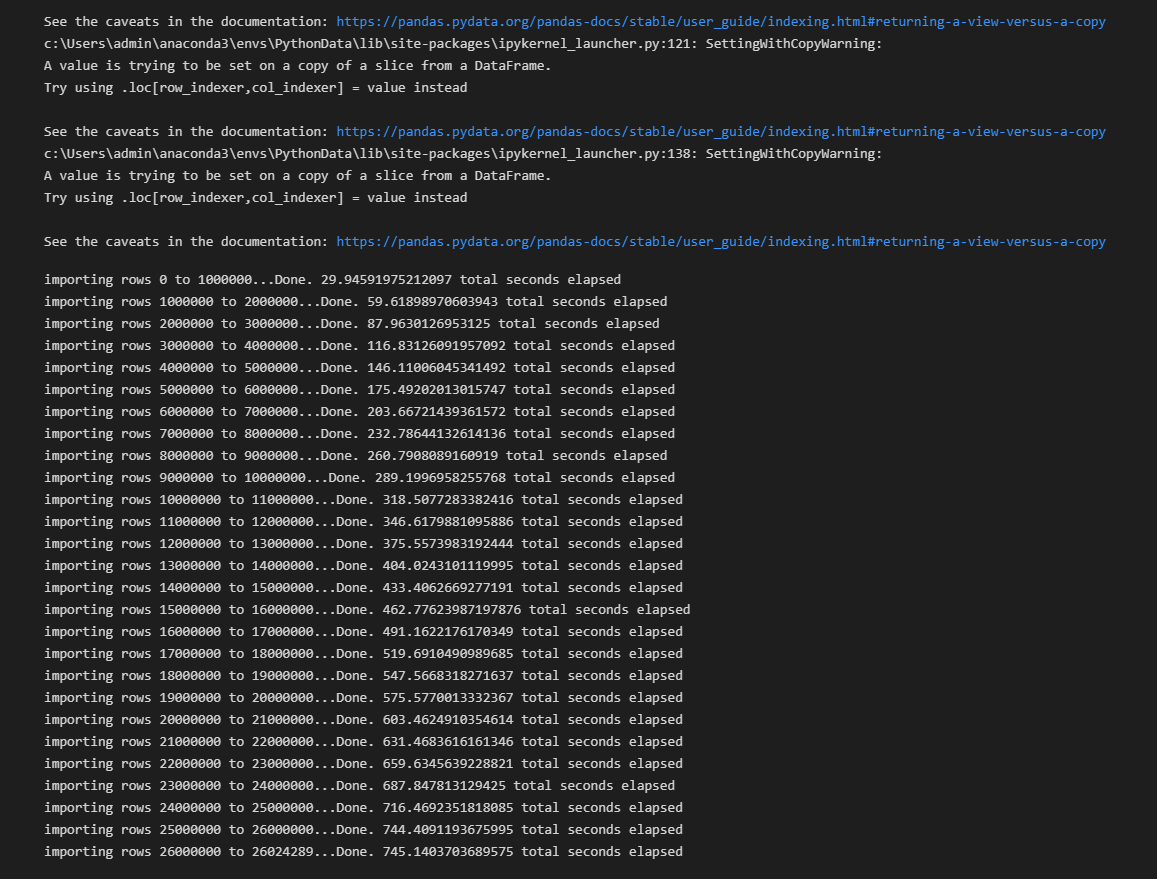 See the caveats in the documentation: https://pandas.pydata.org/pandas-docs/stable/user_guide/indexing.html#returning-a-view-versus-a-copy
c:\Users\admin\anaconda3\envs\PythonData\lib\site-packages\ipykernel_launcher.py:121: SettingWithCopyWarning:
A value is trying to be set on a copy of a slice from a DataFrame.
Try using .loc[row_indexer,col_indexer] = value instead
See the caveats in the documentation: https://pandas.pydata.org/pandas-docs/stable/user_guide/indexing.html#returning-a-view-versus-a-copy
c:\Users\admin\anaconda3\envs\PythonData\lib\site-packages\ipykernel_launcher.py:138: SettingWithCopyWarning:
A value is trying to be set on a copy of a slice from a DataFrame.
Try using .loc[row_indexer,col_indexer] = value instead
See the caveats in the documentation: https://pandas.pydata.org/pandas-docs/stable/user_guide/indexing.html#returning-a-view-versus-a-copy
importing rows 0 to 1000000...Done. 29.94591975212097 total seconds elapsed
importing rows 1000000 to 2000000...Done. 59.61898970603943 total seconds elapsed
importing rows 2000000 to 3000000...Done. 87.9630126953125 total seconds elapsed
importing rows 3000000 to 4000000...Done. 116.83126091957092 total seconds elapsed
importing rows 4000000 to 5000000...Done. 146.11006045341492 total seconds elapsed
importing rows 5000000 to 6000000...Done. 175.49202013015747 total seconds elapsed
importing rows 6000000 to 7000000...Done. 203.66721439361572 total seconds elapsed
importing rows 7000000 to 8000000...Done. 232.78644132614136 total seconds elapsed
importing rows 8000000 to 9000000...Done. 260.7908089160919 total seconds elapsed
importing rows 9000000 to 10000000...Done. 289.1996958255768 total seconds elapsed
importing rows 10000000 to 11000000...Done. 318.5077283382416 total seconds elapsed
importing rows 11000000 to 12000000...Done. 346.6179881095886 total seconds elapsed
importing rows 12000000 to 13000000...Done. 375.5573983192444 total seconds elapsed
importing rows 13000000 to 14000000...Done. 404.0243101119995 total seconds elapsed
importing rows 14000000 to 15000000...Done. 433.4062669277191 total seconds elapsed
importing rows 15000000 to 16000000...Done. 462.77623987197876 total seconds elapsed
importing rows 16000000 to 17000000...Done. 491.1622176170349 total seconds elapsed
importing rows 17000000 to 18000000...Done. 519.6910490989685 total seconds elapsed
importing rows 18000000 to 19000000...Done. 547.5668318271637 total seconds elapsed
importing rows 19000000 to 20000000...Done. 575.5770013332367 total seconds elapsed
importing rows 20000000 to 21000000...Done. 603.4624910354614 total seconds elapsed
importing rows 21000000 to 22000000...Done. 631.4683616161346 total seconds elapsed
importing rows 22000000 to 23000000...Done. 659.6345639228821 total seconds elapsed
importing rows 23000000 to 24000000...Done. 687.847813129425 total seconds elapsed
importing rows 24000000 to 25000000...Done. 716.4692351818085 total seconds elapsed
importing rows 25000000 to 26000000...Done. 744.4091193675995 total seconds elapsed
importing rows 26000000 to 26024289...Done. 745.1403703689575 total seconds elapsed